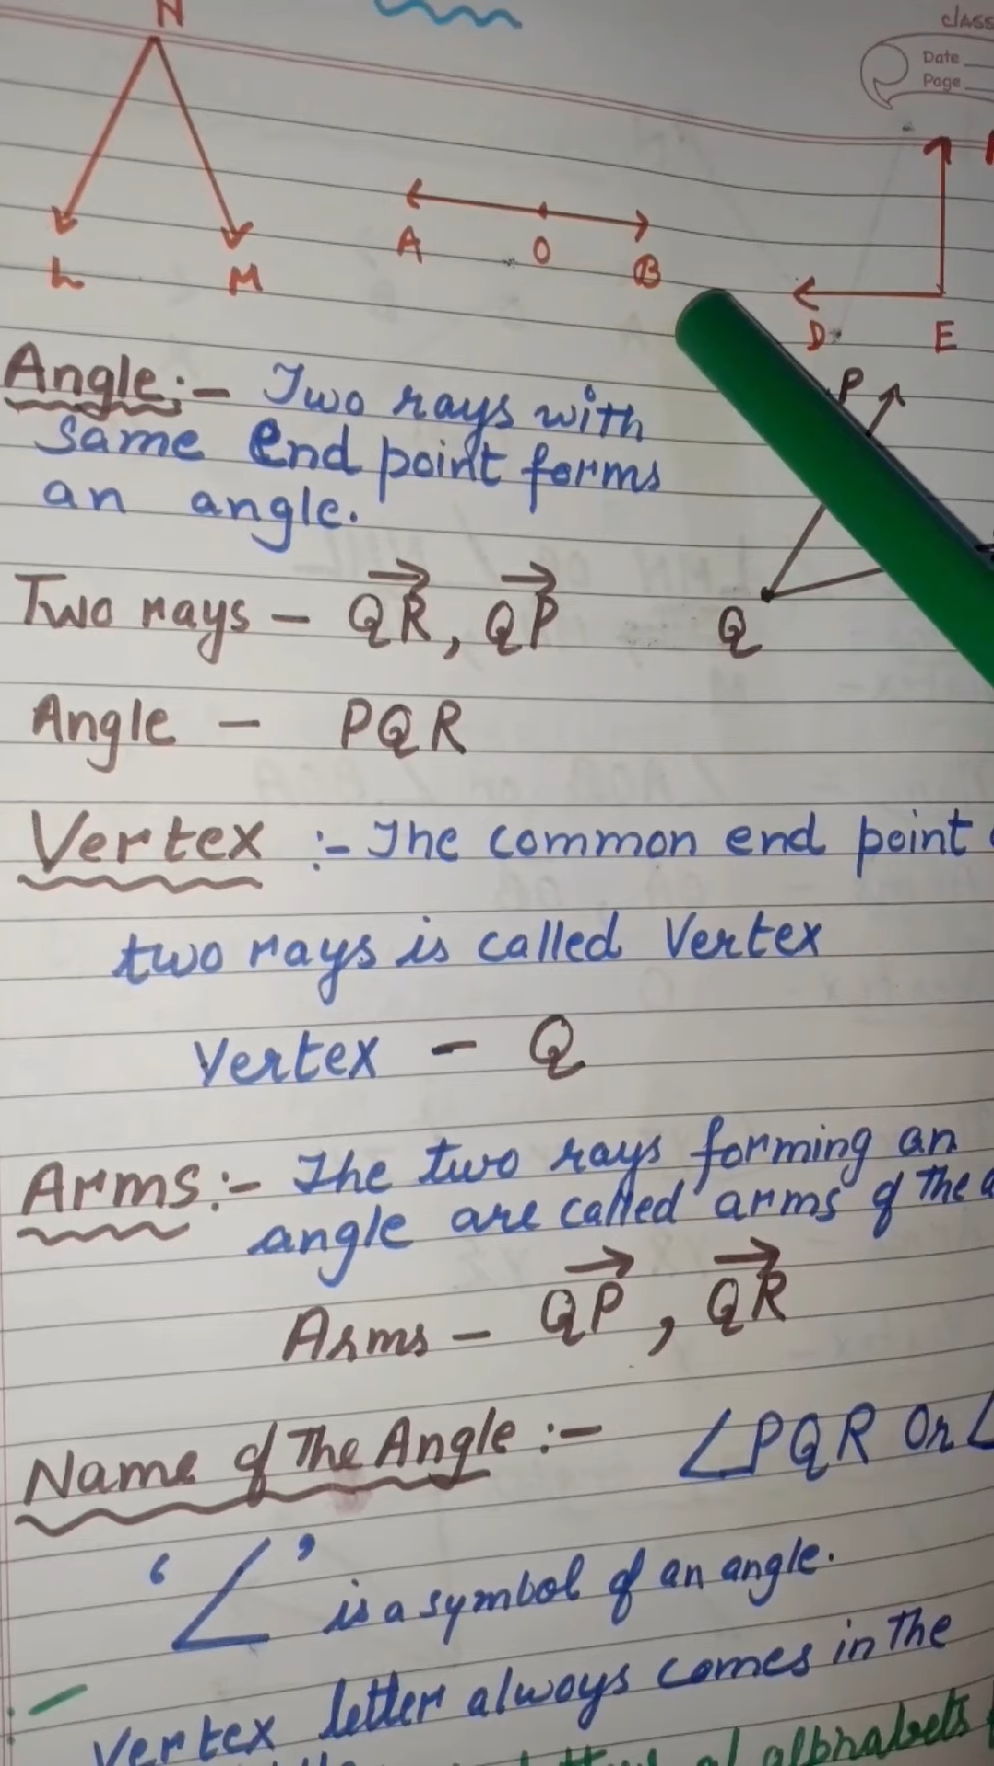 N
class
Date
Page
A O B
L M
D E
P
Angle:- Two rays with
same end point forms
an angle.
Two rays - QR, QP
Q
Angle - PQR
Vertex :- The common end point
two rays is called Vertex
Vertex - Q
Arms:- The two rays forming an
angle are called arms of the
Arms - QP, QR
Name of The Angle :- ∠PQR Or ∠
'∠' is a symbol of an angle.
Vertex letter always comes in the
of alphabets